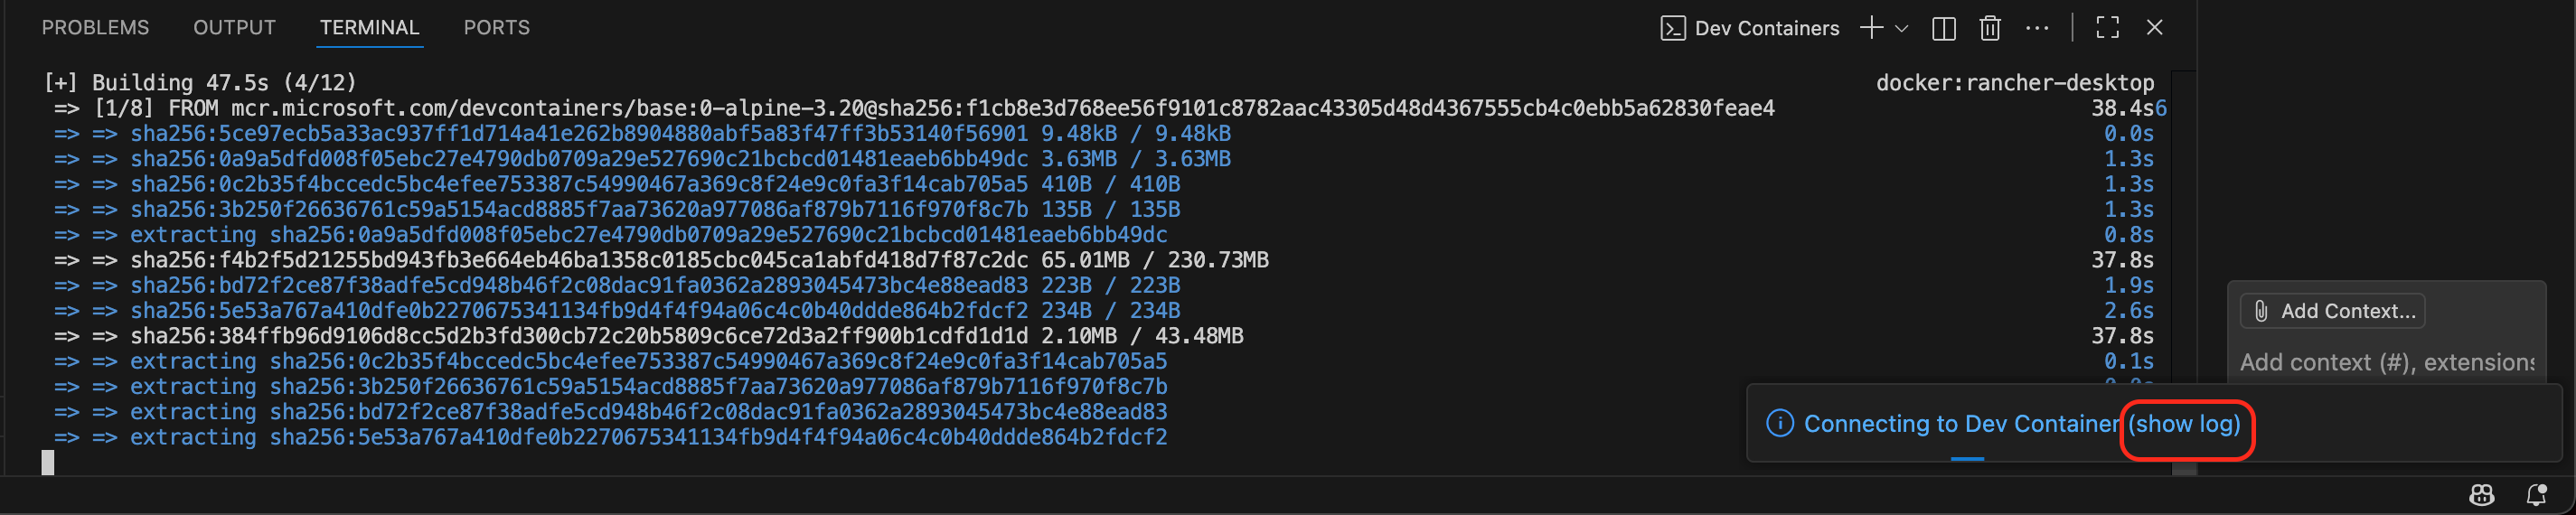 PROBLEMS OUTPUT TERMINAL PORTS Dev Containers
[+] Building 47.5s (4/12) docker:rancher-desktop
=> [1/8] FROM mcr.microsoft.com/devcontainers/base:0-alpine-3.20@sha256:f1cb8e3d768ee56f9101c8782aac43305d48d4367555cb4c0ebb5a62830feae4 38.4s6
=> => sha256:5ce97ecb5a33ac937ff1d714a41e262b8904880abf5a83f47ff3b53140f56901 9.48kB / 9.48kB 0.0s
=> => sha256:0a9a5dfd008f05ebc27e4790db0709a29e527690c21bcbcd01481eaeb6bb49dc 3.63MB / 3.63MB 1.3s
=> => sha256:0c2b35f4bccedc5bc4efee753387c54990467a369c8f24e9c0fa3f14cab705a5 410B / 410B 1.3s
=> => sha256:3b250f26636761c59a5154acd8885f7aa73620a977086af879b7116f970f8c7b 135B / 135B 1.3s
=> => extracting sha256:0a9a5dfd008f05ebc27e4790db0709a29e527690c21bcbcd01481eaeb6bb49dc 0.8s
=> => sha256:f4b2f5d21255bd943fb3e664eb46ba1358c0185cbc045ca1abfd418d7f87c2dc 65.01MB / 230.73MB 37.8s
=> => sha256:bd72f2ce87f38adfe5cd948b46f2c08dac91fa0362a2893045473bc4e88ead83 223B / 223B 1.9s
=> => sha256:5e53a767a410dfe0b2270675341134fb9d4f4f94a06c4c0b40ddde864b2fdcf2 234B / 234B 2.6s
=> => sha256:384ffb96d9106d8cc5d2b3fd300cb72c20b5809c6ce72d3a2ff900b1cdfd1d1d 2.10MB / 43.48MB 37.8s
=> => extracting sha256:0c2b35f4bccedc5bc4efee753387c54990467a369c8f24e9c0fa3f14cab705a5 0.1s
=> => extracting sha256:3b250f26636761c59a5154acd8885f7aa73620a977086af879b7116f970f8c7b
=> => extracting sha256:bd72f2ce87f38adfe5cd948b46f2c08dac91fa0362a2893045473bc4e88ead83
=> => extracting sha256:5e53a767a410dfe0b2270675341134fb9d4f4f94a06c4c0b40ddde864b2fdcf2
Add Context...
Add context (#), extensions
Connecting to Dev Container (show log)